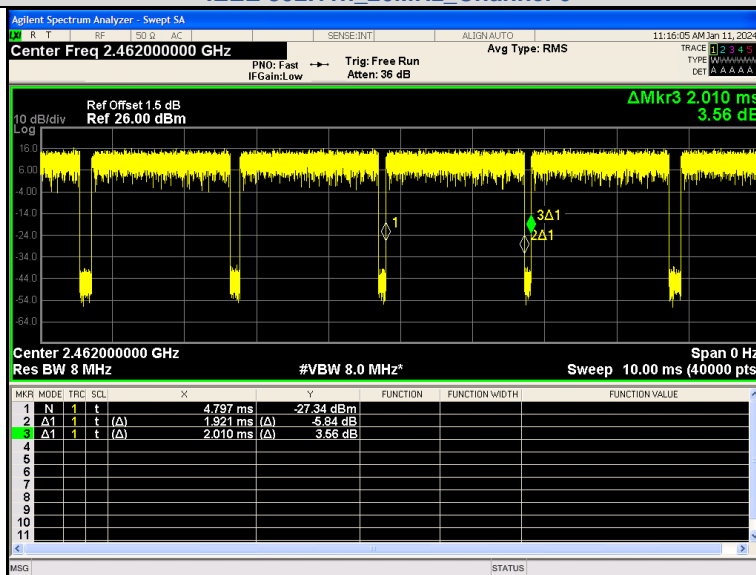 Agilent Spectrum Analyzer - Swept SA
LXI R T RF 50 Ω AC SENSE:INT ALIGN AUTO 11:16:05 AM Jan 11, 2024
Center Freq 2.462000000 GHz Avg Type: RMS TRACE 1 2 3 4 5
PNO: Fast Trig: Free Run TYPE W
IFGain:Low Atten: 36 dB DET A A A A A
ΔMkr3 2.010 ms
3.56 dB
Ref Offset 1.5 dB
10 dB/div Ref 26.00 dBm
Log
16.0
6.00
-4.00
-14.0
-24.0
-34.0
-44.0
-54.0
-64.0
1
3Δ1
2Δ1
Center 2.462000000 GHz Span 0 Hz
Res BW 8 MHz #VBW 8.0 MHz* Sweep 10.00 ms (40000 pts
MKR MODE TRC SCL X Y FUNCTION FUNCTION WIDTH FUNCTION VALUE
1 N 1 t 4.797 ms -27.34 dBm
2 Δ1 1 t (Δ) 1.921 ms (Δ) -5.84 dB
3 Δ1 1 t (Δ) 2.010 ms (Δ) 3.56 dB
4
5
6
7
8
9
10
11
MSG STATUS